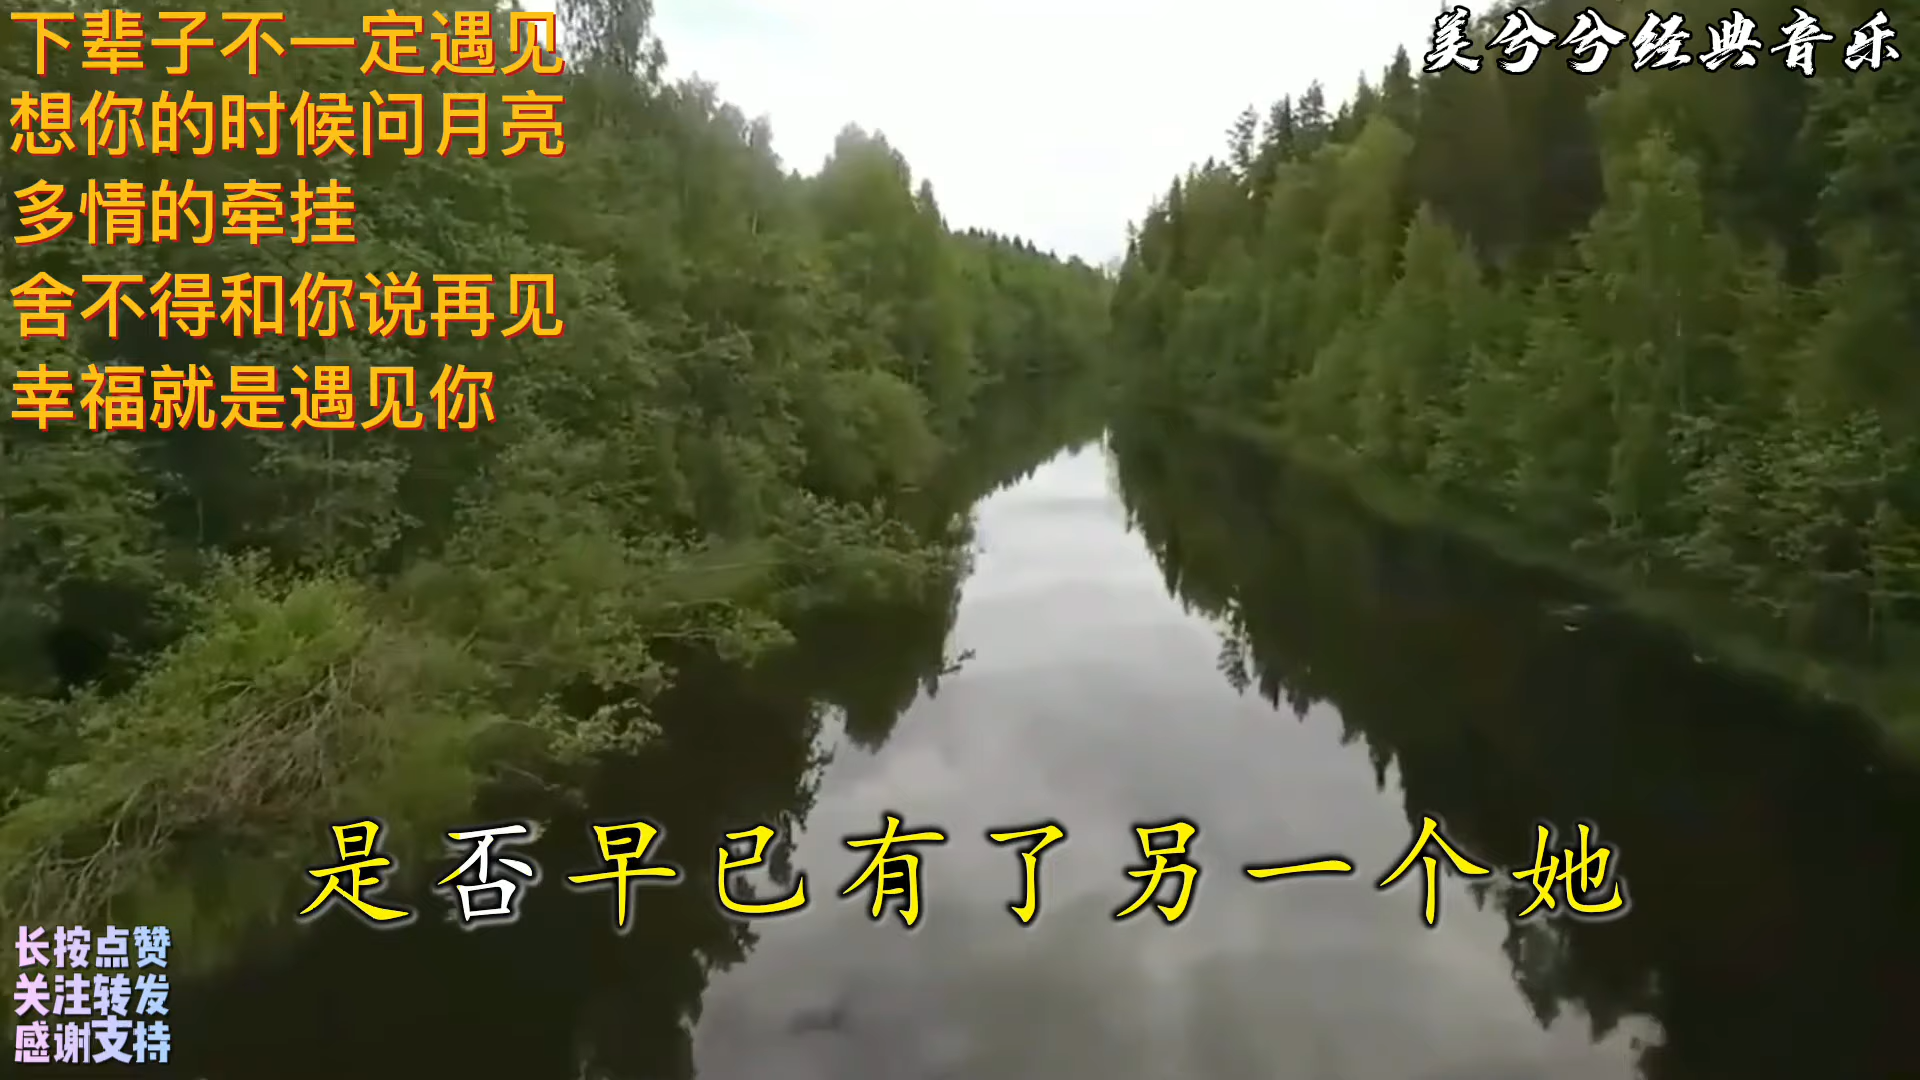 下辈子不一定遇见
想你的时候问月亮
多情的牵挂
舍不得和你说再见
幸福就是遇见你
美兮兮经典音乐
是否早已有了另一个她
长按点赞
关注转发
感谢支持